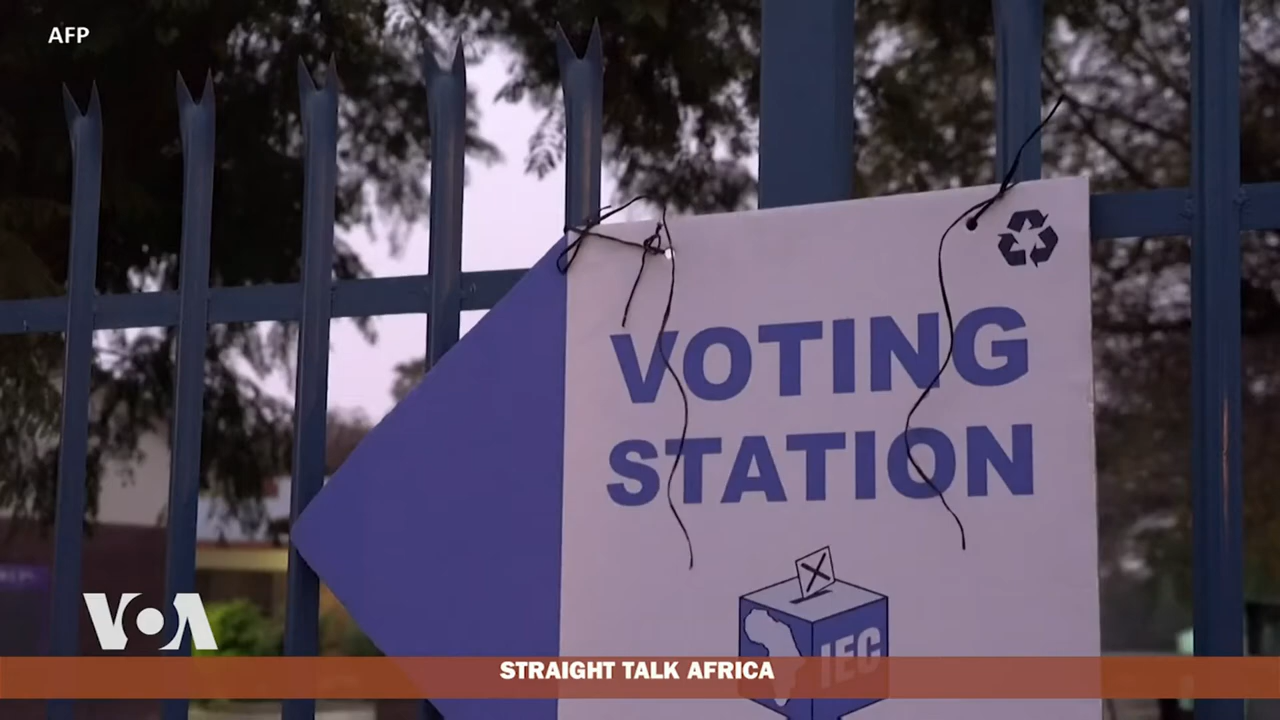 AFP
VOTING
STATION
IEC
VOA
STRAIGHT TALK AFRICA